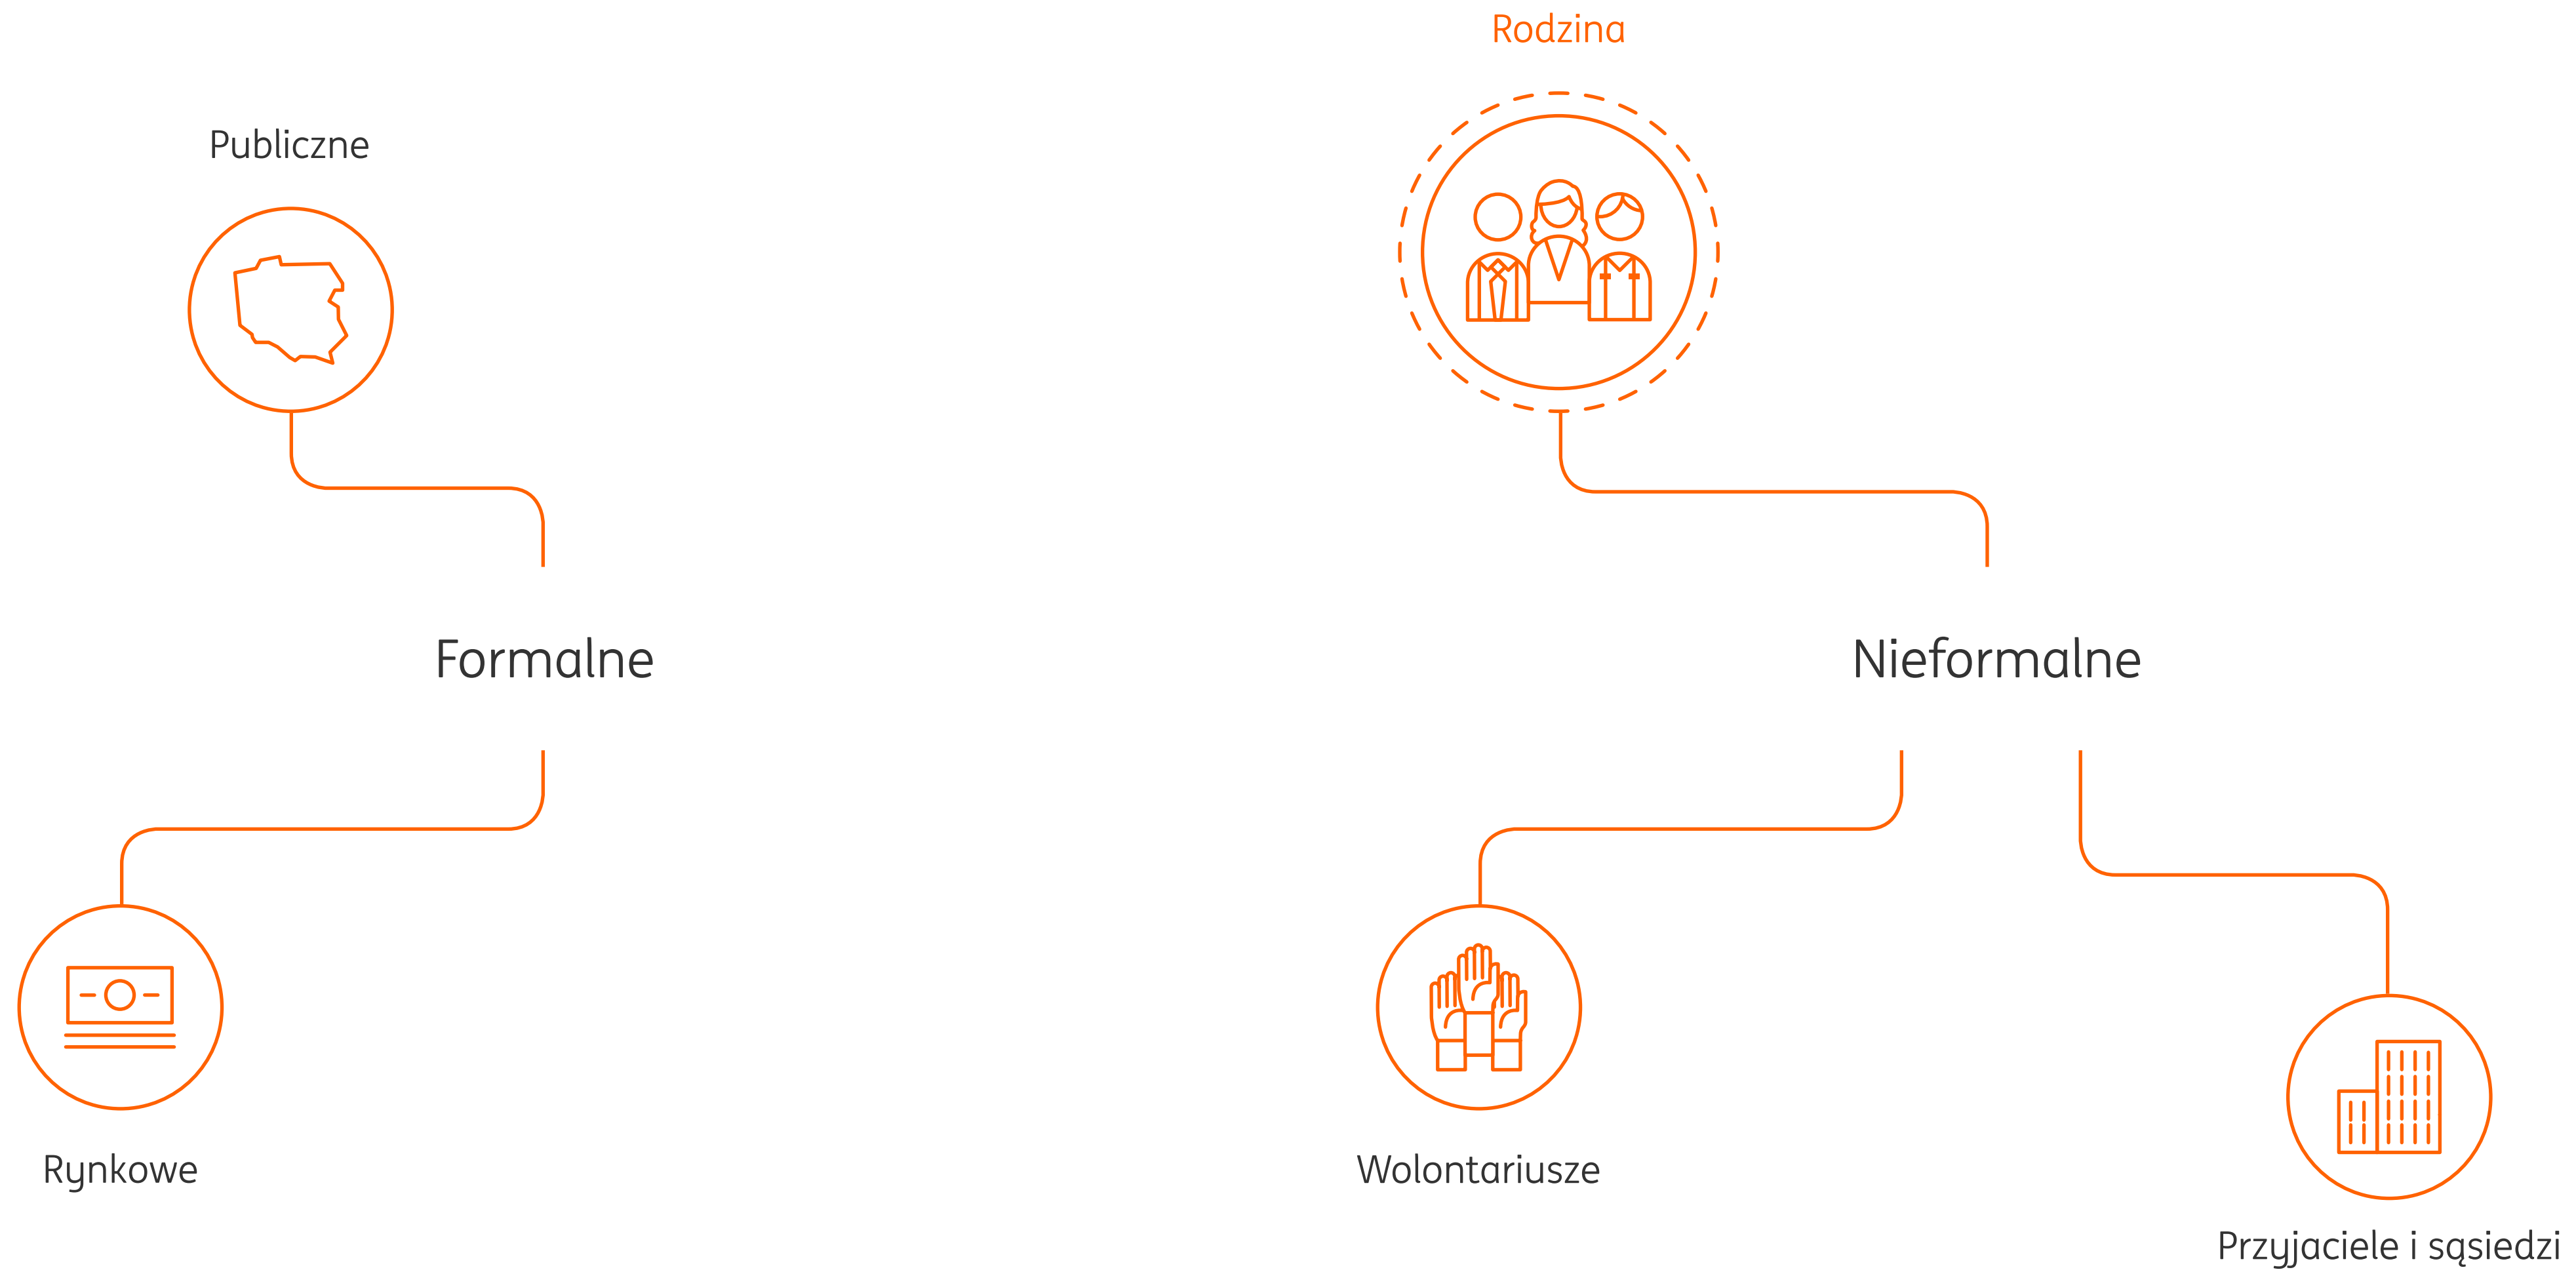 Rodzina
Publiczne
Formalne
Nieformalne
Rynkowe
Wolontariusze
Przyjaciele i sąsiedzi